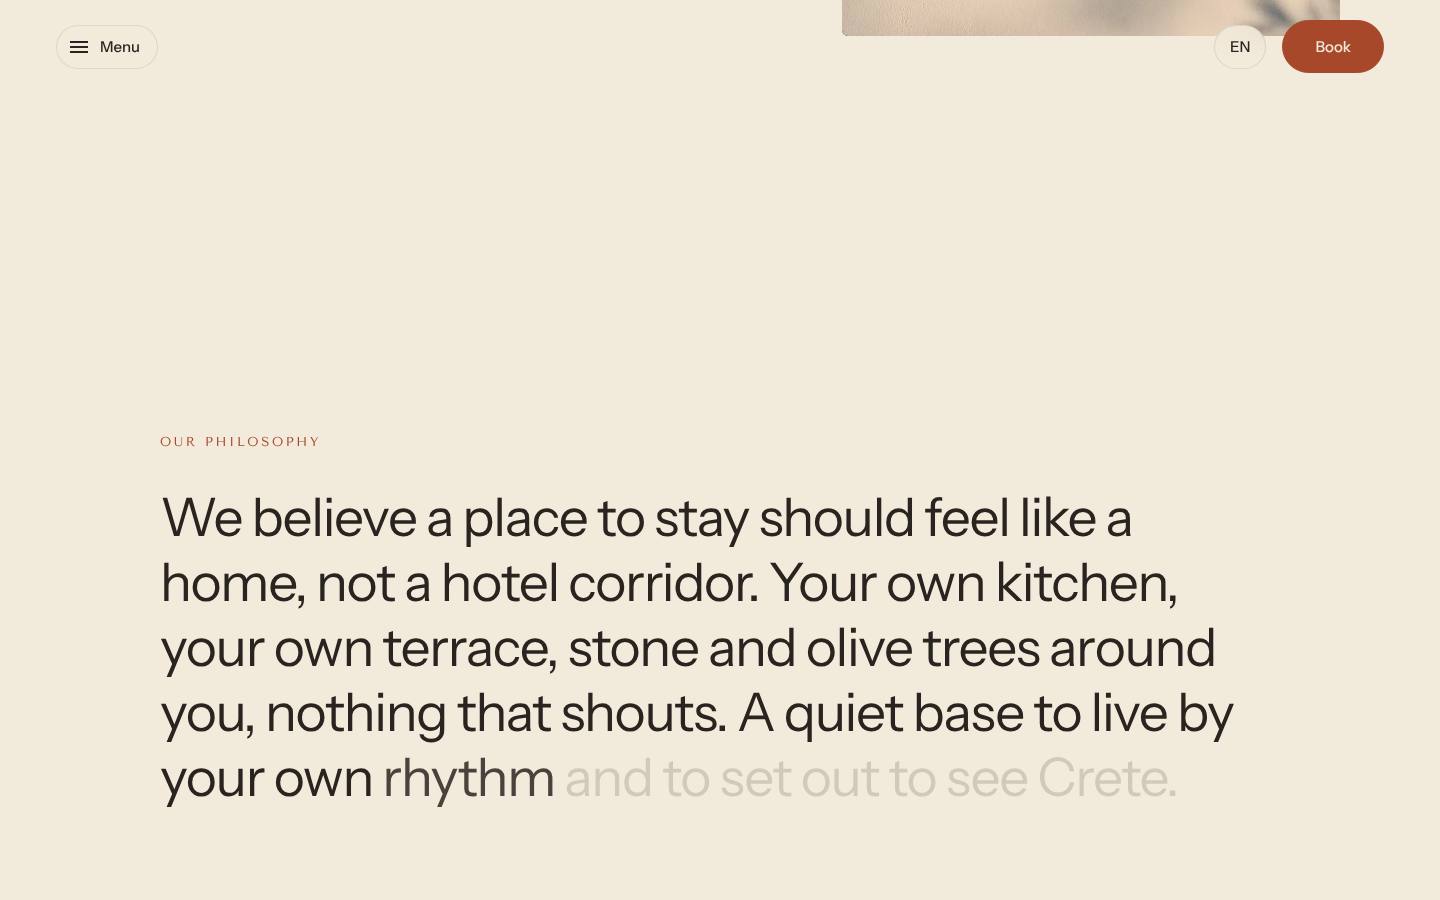 Menu
EN
Book
OUR PHILOSOPHY
We believe a place to stay should feel like a
home, not a hotel corridor. Your own kitchen,
your own terrace, stone and olive trees around
you, nothing that shouts. A quiet base to live by
your own rhythm and to set out to see Crete.